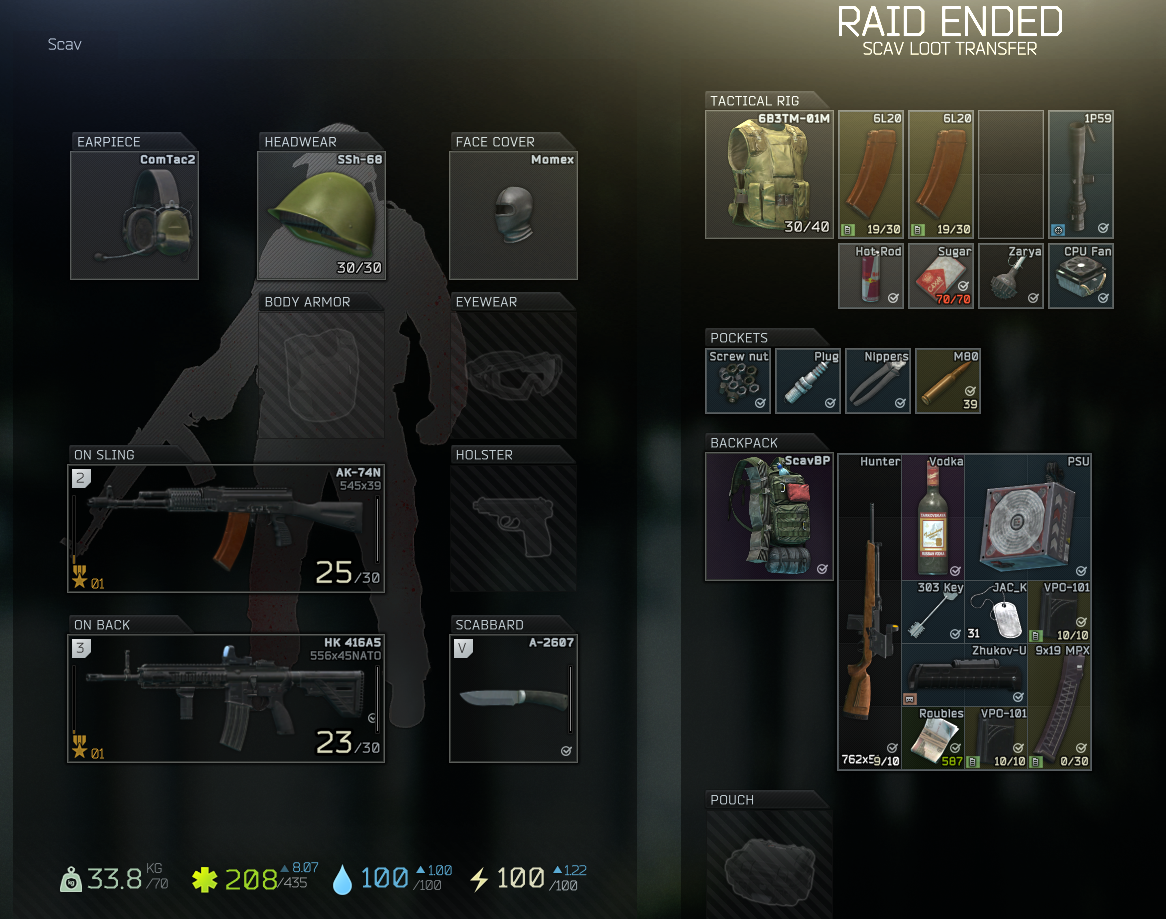 Scav
RAID ENDED
SCAV LOOT TRANSFER
EARPIECE
ComTac2
HEADWEAR
SSh-68
30/30
FACE COVER
Momex
BODY ARMOR
EYEWEAR
ON SLING
2
AK-74N
545x39
01
25/30
HOLSTER
ON BACK
3
HK 416A5
556x45NATO
01
23/30
SCABBARD
V
A-2607
33.8 KG /70
208 8.07 /435
100 1.00 /100
100 1.22 /100
TACTICAL RIG
6B3TM-01M
30/40
6L20
19/30
6L20
19/30
1P59
Hot Rod
Sugar
70/70
Zarya
CPU Fan
POCKETS
Screw nut
Plug
Nippers
M80
39
BACKPACK
ScavBP
Hunter
762x5
9/10
Vodka
PSU
303 Key
JAC_K
31
VPO-101
10/10
Zhukov-U
9x19 MPX
0/30
Roubles
587
VPO-101
10/10
POUCH